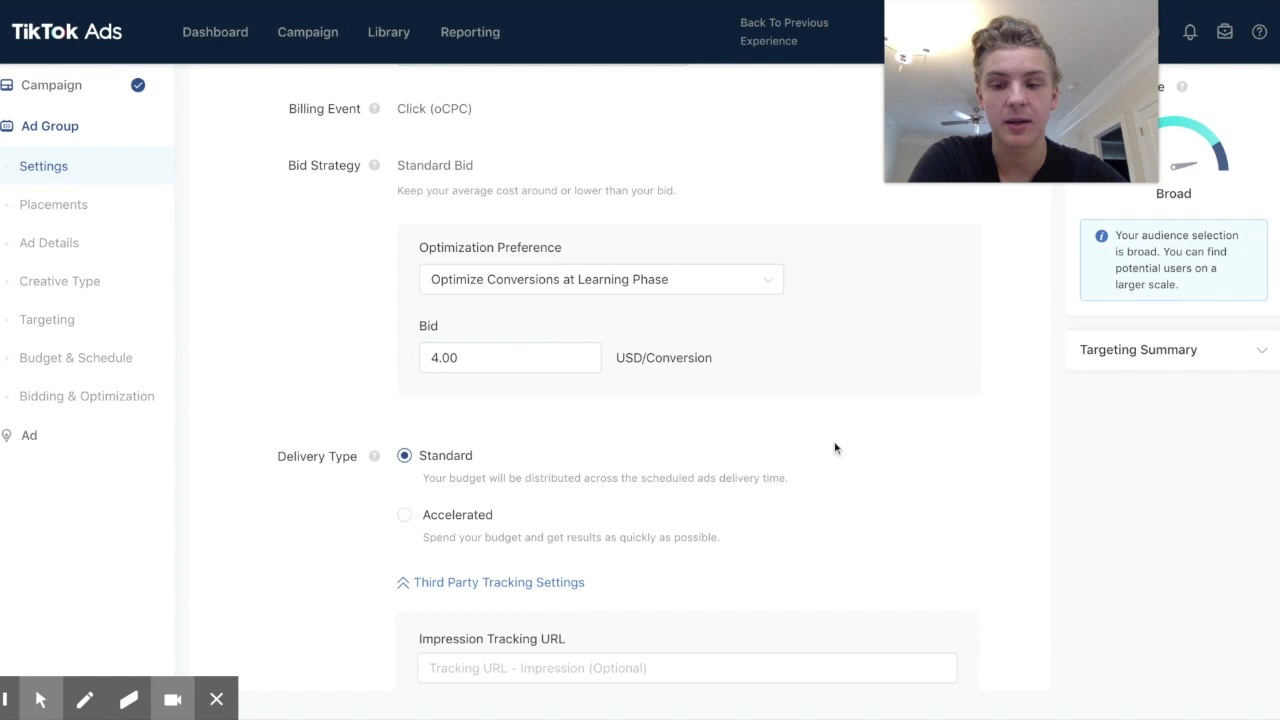 TikTok Ads
Dashboard
Campaign
Library
Reporting
Back To Previous
Experience
Campaign
Ad Group
Settings
Placements
Ad Details
Creative Type
Targeting
Budget & Schedule
Bidding & Optimization
Ad
Billing Event
Click (oCPC)
Bid Strategy
Standard Bid
Keep your average cost around or lower than your bid.
Optimization Preference
Optimize Conversions at Learning Phase
Bid
4.00
USD/Conversion
Delivery Type
Standard
Your budget will be distributed across the scheduled ads delivery time.
Accelerated
Spend your budget and get results as quickly as possible.
Third Party Tracking Settings
Impression Tracking URL
Tracking URL - Impression (Optional)
Broad
Your audience selection
is broad. You can find
potential users on a
larger scale.
Targeting Summary